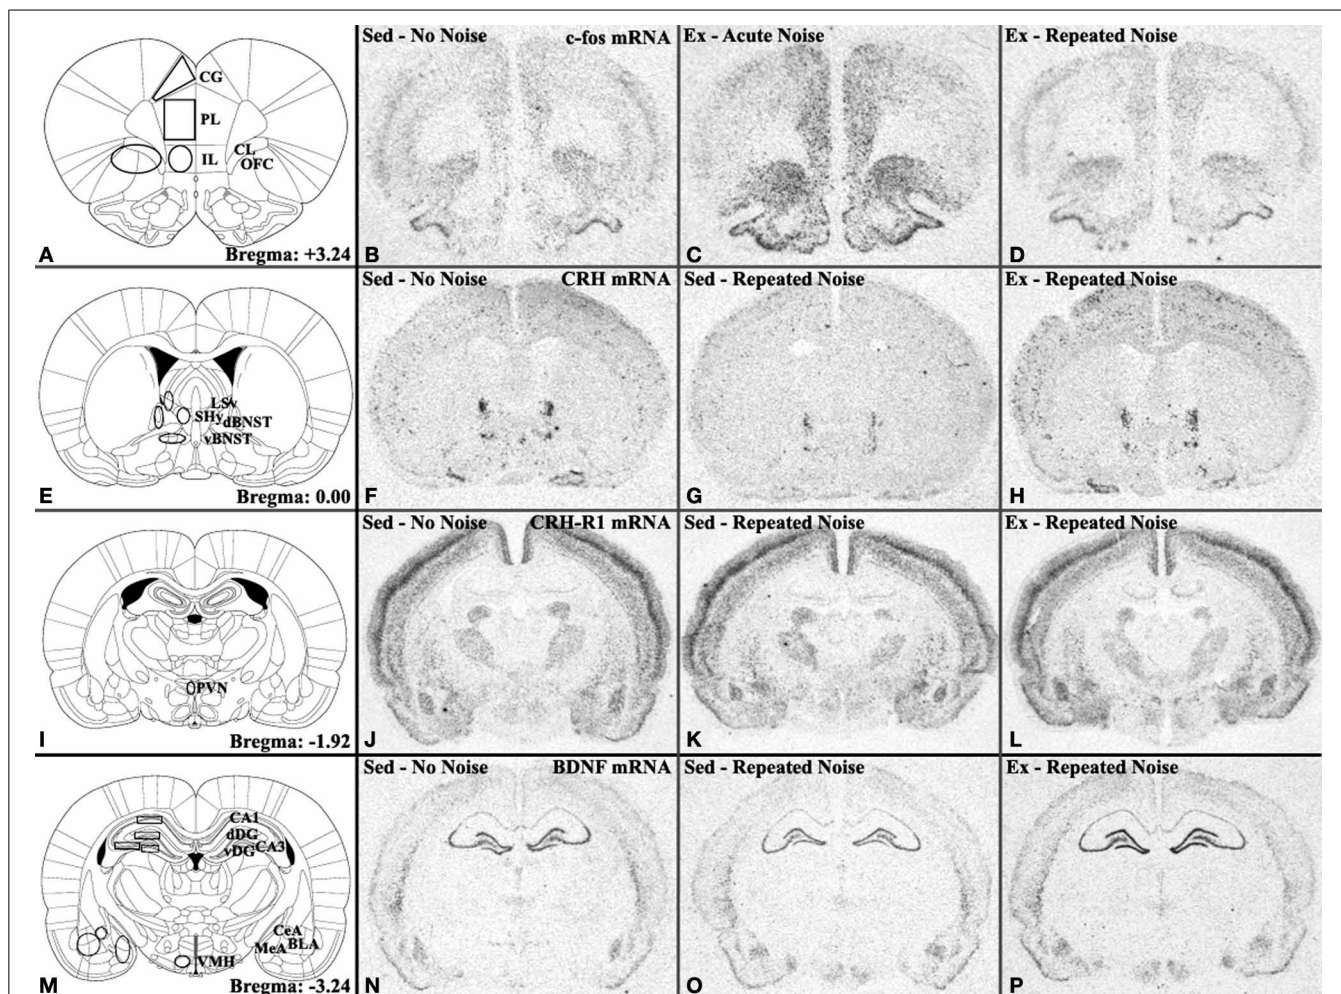 CG
PL
IL
CL
OFC
A
Bregma: +3.24
Sed - No Noise
c-fos mRNA
B
Ex - Acute Noise
C
Ex - Repeated Noise
D
LSv
SHy
dBNST
vBNST
E
Bregma: 0.00
Sed - No Noise
CRH mRNA
F
Sed - Repeated Noise
G
Ex - Repeated Noise
H
PVN
I
Bregma: -1.92
Sed - No Noise
CRH-R1 mRNA
J
Sed - Repeated Noise
K
Ex - Repeated Noise
L
CA1
dDG
vDG
CA3
CeA
MeA
BLA
VMH
M
Bregma: -3.24
Sed - No Noise
BDNF mRNA
N
Sed - Repeated Noise
O
Ex - Repeated Noise
P